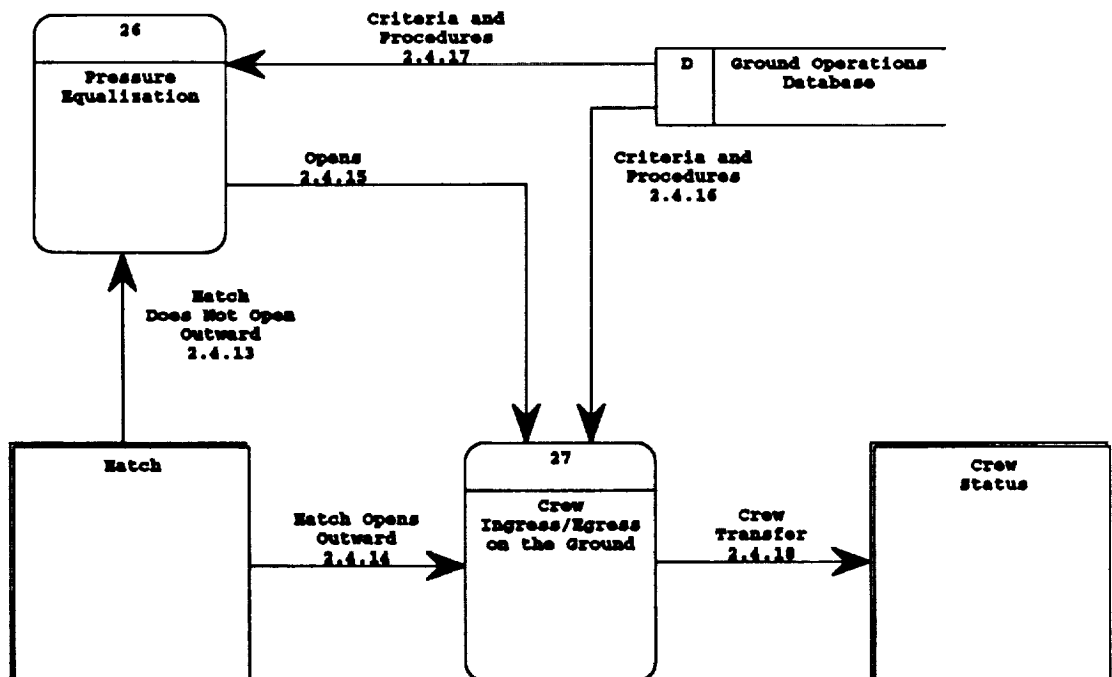 26
Pressure
Equalization
Criteria and
Procedures
2.4.17
D
Ground Operations
Database
Opens
2.4.15
Criteria and
Procedures
2.4.16
Hatch
Does Not Open
Outward
2.4.13
Hatch
Hatch Opens
Outward
2.4.14
27
Crew
Ingress/Egress
on the Ground
Crew
Transfer
2.4.18
Crew
Status